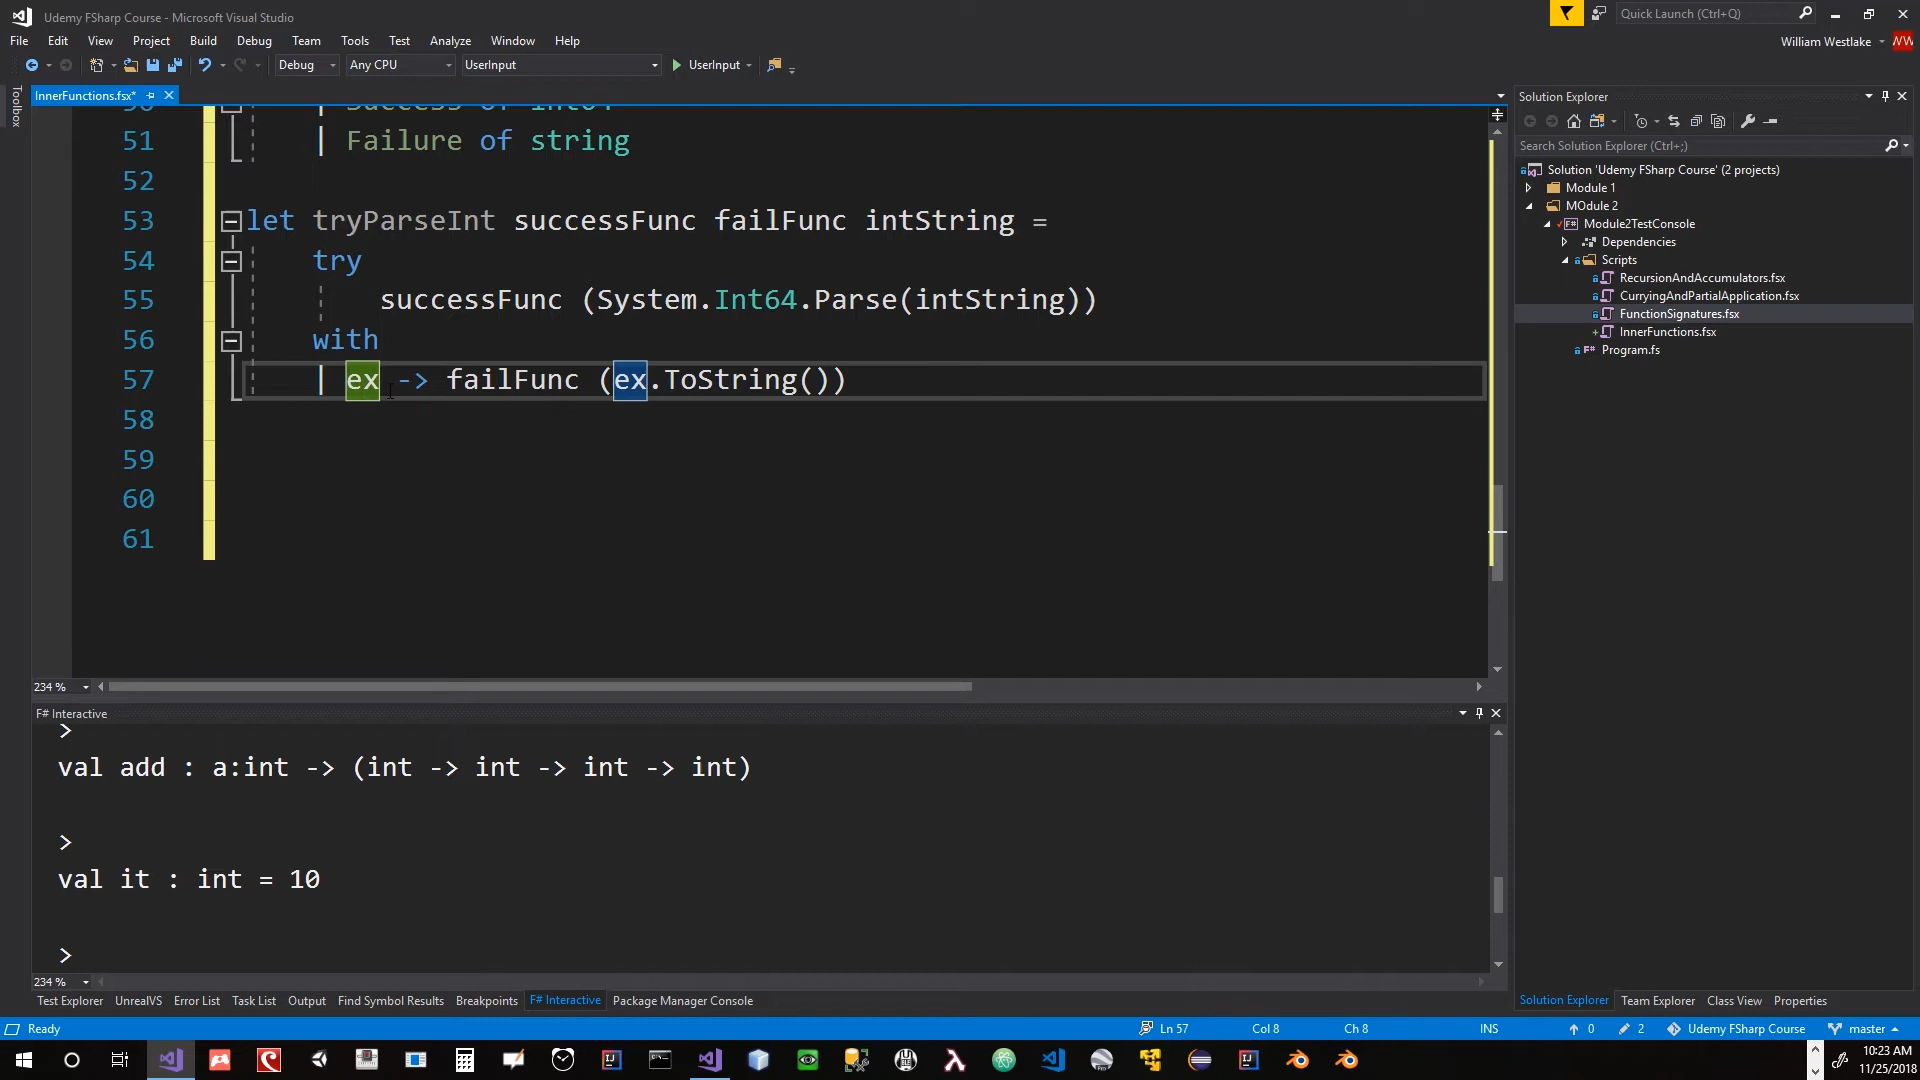 Udemy FSharp Course - Microsoft Visual Studio
Quick Launch (Ctrl+Q)
File Edit View Project Build Debug Team Tools Test Analyze Window Help
William Westlake WW
Debug Any CPU UserInput UserInput
Toolbox
InnerFunctions.fsx*
50 | Success of int64
51 | Failure of string
52
53 let tryParseInt successFunc failFunc intString =
54 try
55 successFunc (System.Int64.Parse(intString))
56 with
57 | ex -> failFunc (ex.ToString())
58
59
60
61
234 %
Solution Explorer
Search Solution Explorer (Ctrl+;)
Solution 'Udemy FSharp Course' (2 projects)
Module 1
MOdule 2
Module2TestConsole
Dependencies
Scripts
RecursionAndAccumulators.fsx
CurryingAndPartialApplication.fsx
FunctionSignatures.fsx
InnerFunctions.fsx
F# Program.fs
F# Interactive
>
val add : a:int -> (int -> int -> int -> int)
>
val it : int = 10
>
234 %
Test Explorer UnrealVS Error List Task List Output Find Symbol Results Breakpoints F# Interactive Package Manager Console
Solution Explorer Team Explorer Class View Properties
Ready
Ln 57 Col 8 Ch 8 INS 0 2 Udemy FSharp Course master
10:23 AM
11/25/2018